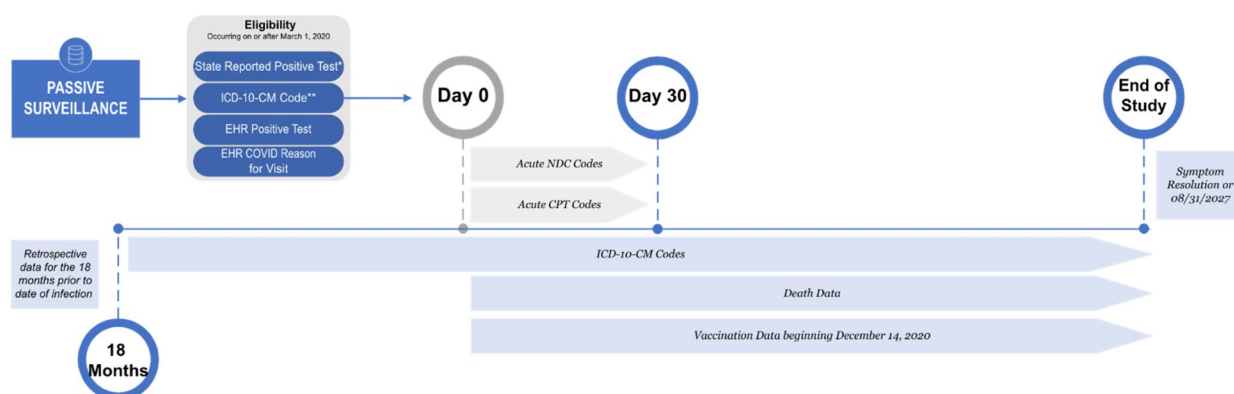 Eligibility
Occurring on or after March 1, 2020
State Reported Positive Test*
ICD-10-CM Code**
EHR Positive Test
EHR COVID Reason
for Visit
PASSIVE
SURVEILLANCE
Day 0
Day 30
End of
Study
Acute NDC Codes
Acute CPT Codes
Symptom
Resolution or
08/31/2027
Retrospective
data for the 18
months prior to
date of infection
ICD-10-CM Codes
Death Data
Vaccination Data beginning December 14, 2020
18
Months